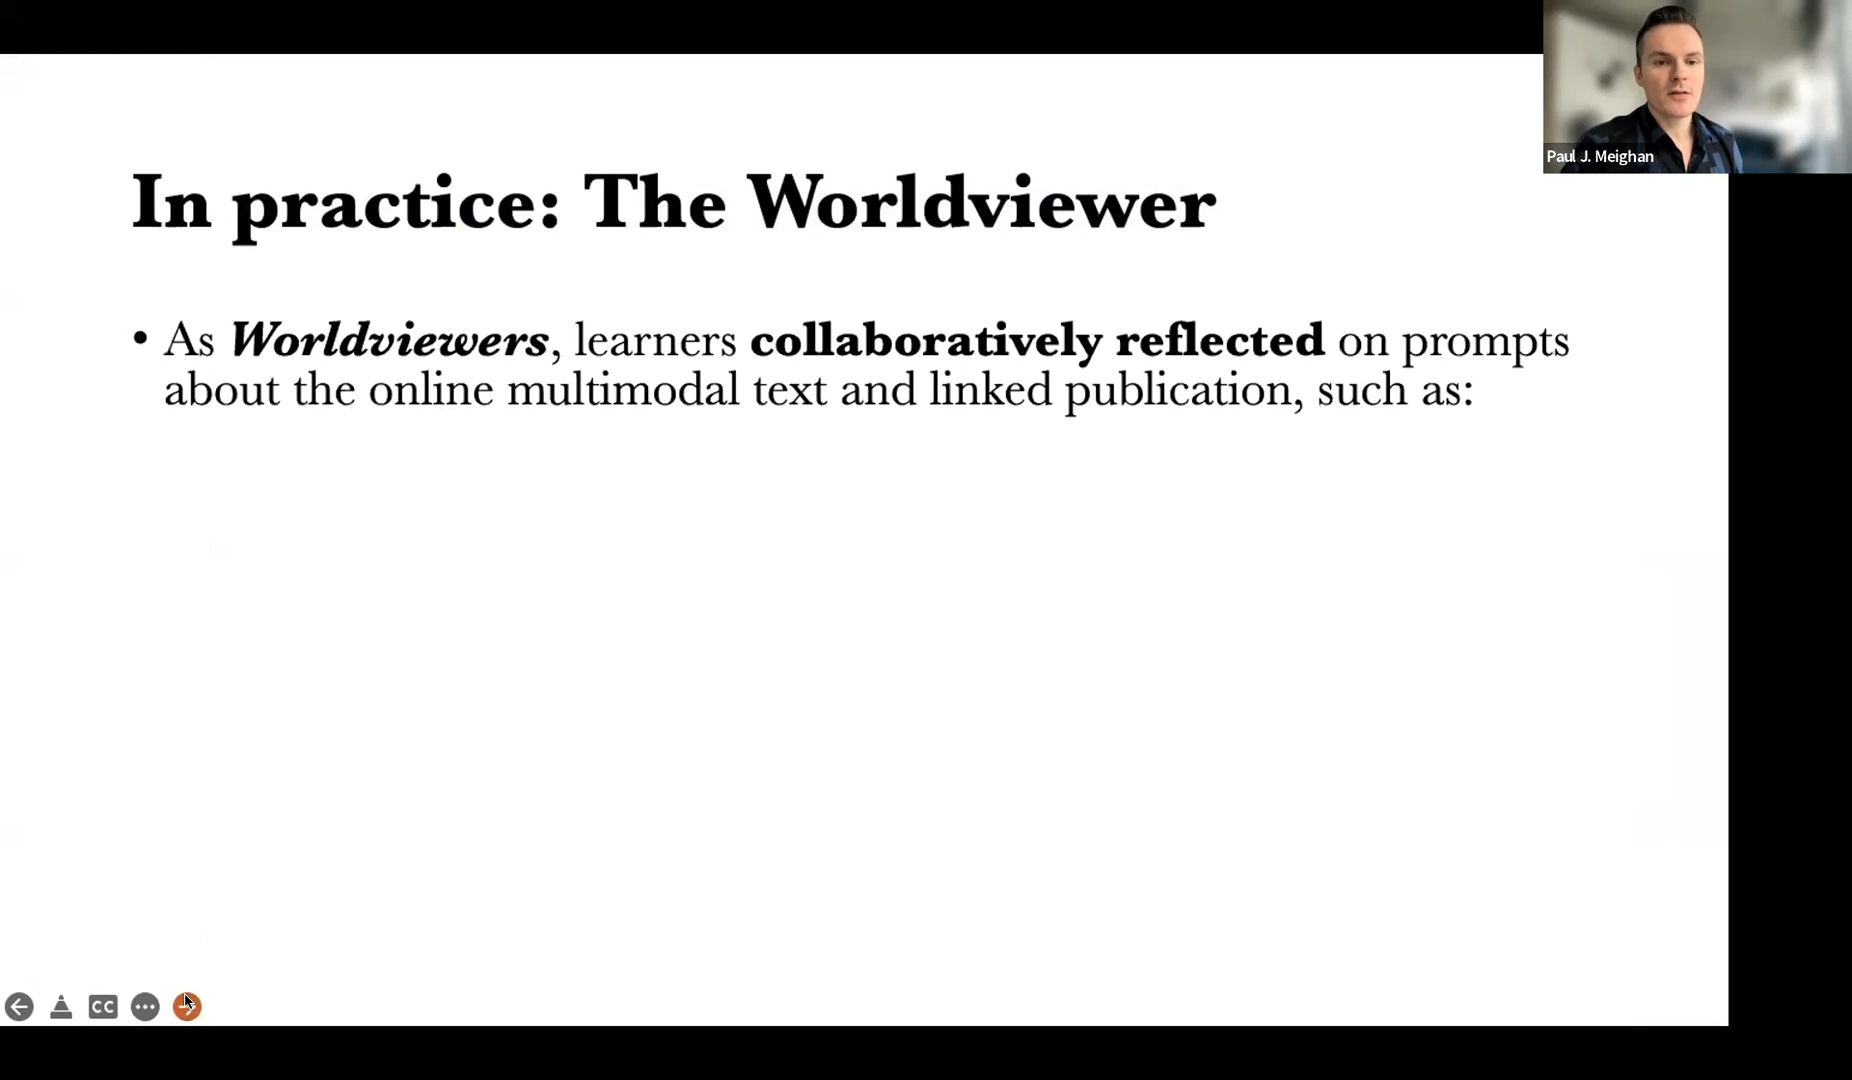 Paul J. Meighan
In practice: The Worldviewer
• As Worldviewers, learners collaboratively reflected on prompts
about the online multimodal text and linked publication, such as:
CC